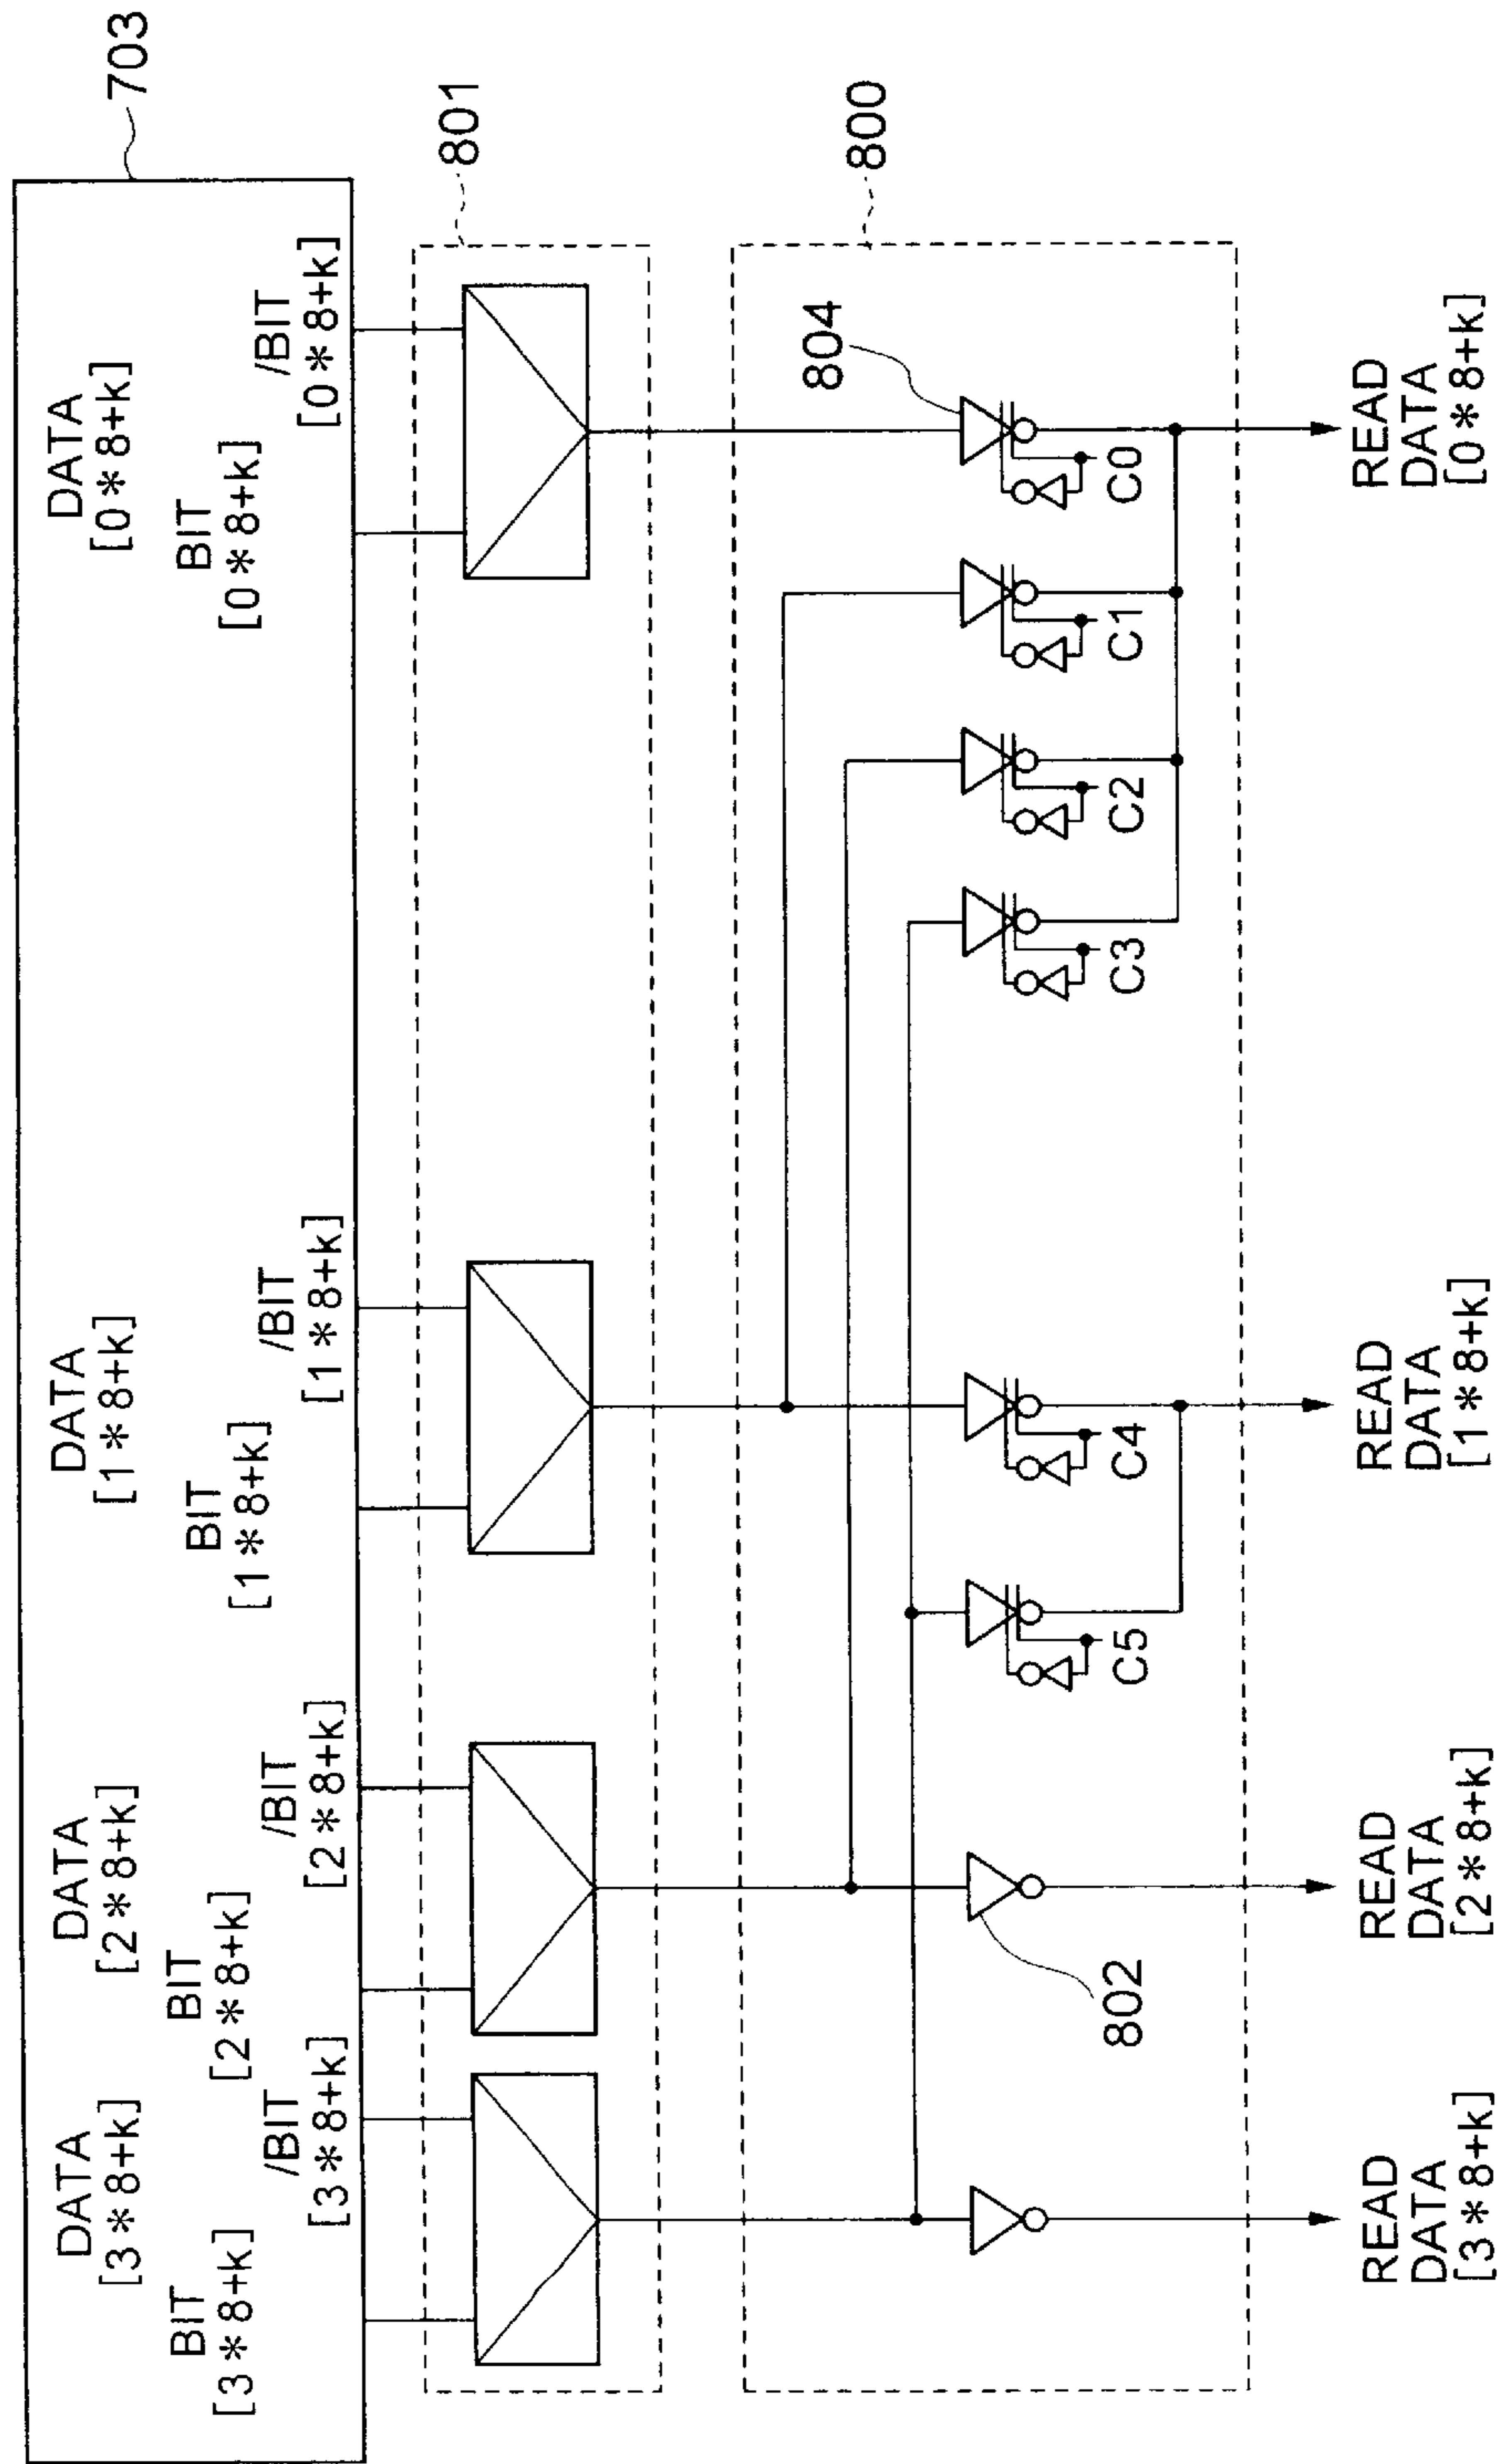 703
DATA
[3*8+k]
DATA
[2*8+k]
DATA
[1*8+k]
DATA
[0*8+k]
BIT
[3*8+k]
/BIT
[3*8+k]
BIT
[2*8+k]
/BIT
[2*8+k]
BIT
[1*8+k]
/BIT
[1*8+k]
BIT
[0*8+k]
/BIT
[0*8+k]
801
800
802
804
C5
C4
C3
C2
C1
C0
READ
DATA
[3*8+k]
READ
DATA
[2*8+k]
READ
DATA
[1*8+k]
READ
DATA
[0*8+k]